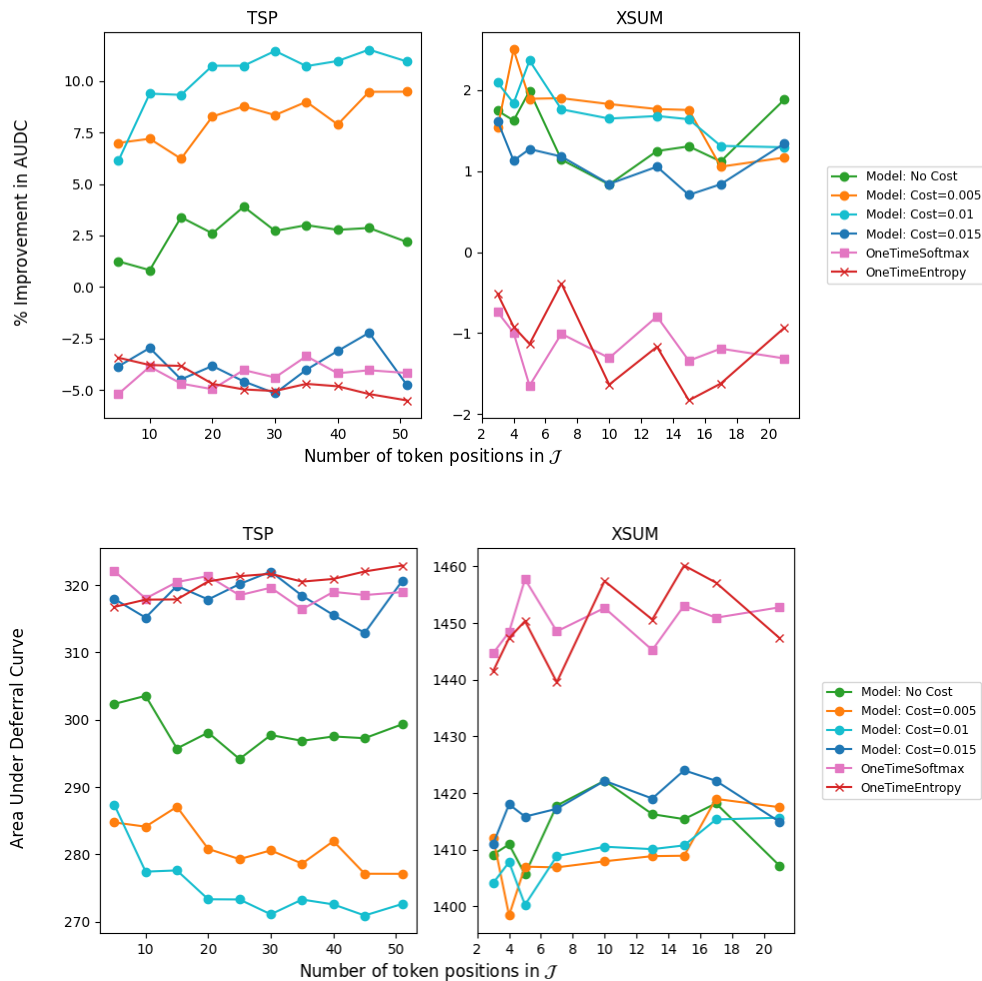 TSP
XSUM
% Improvement in AUDC
10.0
7.5
5.0
2.5
0.0
−2.5
−5.0
10 20 30 40 50
2
1
0
−1
−2
2 4 6 8 10 12 14 16 18 20
Number of token positions in 𝒥
Model: No Cost
Model: Cost=0.005
Model: Cost=0.01
Model: Cost=0.015
OneTimeSoftmax
OneTimeEntropy
TSP
XSUM
Area Under Deferral Curve
320
310
300
290
280
270
10 20 30 40 50
1460
1450
1440
1430
1420
1410
1400
2 4 6 8 10 12 14 16 18 20
Number of token positions in 𝒥
Model: No Cost
Model: Cost=0.005
Model: Cost=0.01
Model: Cost=0.015
OneTimeSoftmax
OneTimeEntropy